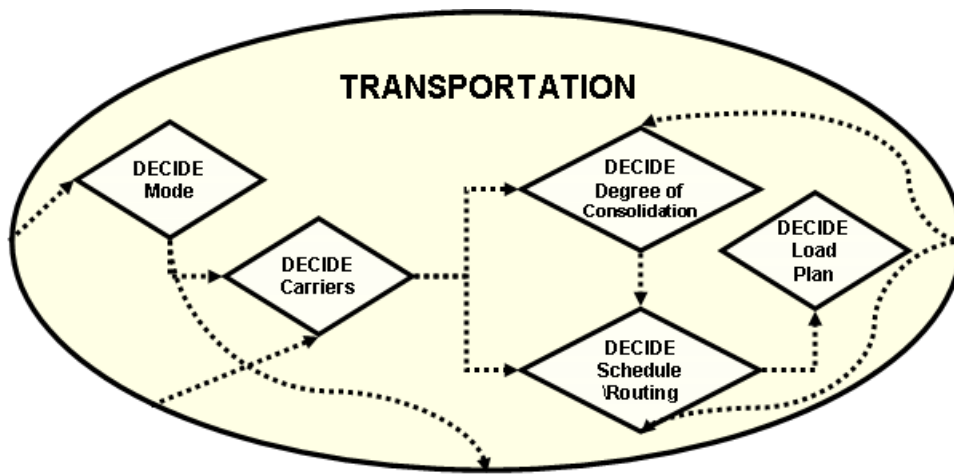 TRANSPORTATION
DECIDE
Mode
DECIDE
Carriers
DECIDE
Degree of
Consolidation
DECIDE
Schedule
\Routing
DECIDE
Load
Plan